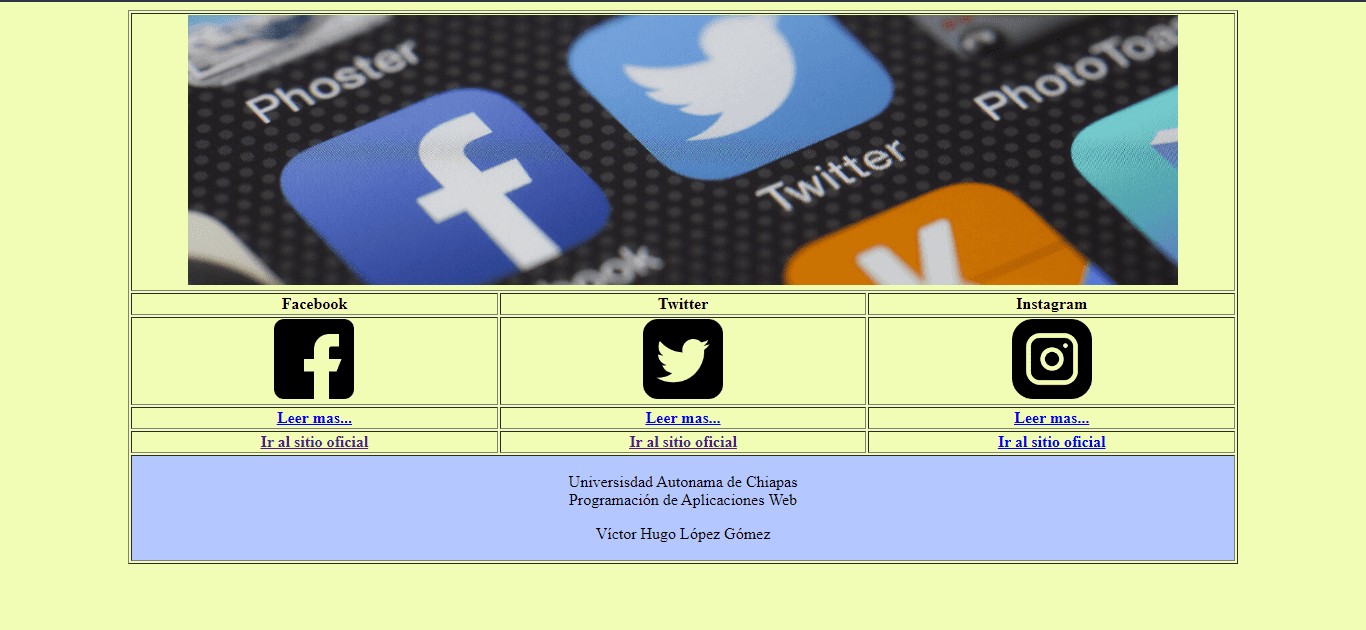 Phoster
PhotoToa
Twitter
ook
Facebook Twitter Instagram
Leer mas... Leer mas... Leer mas...
Ir al sitio oficial Ir al sitio oficial Ir al sitio oficial
Universisdad Autonama de Chiapas
Programación de Aplicaciones Web
Víctor Hugo López Gómez